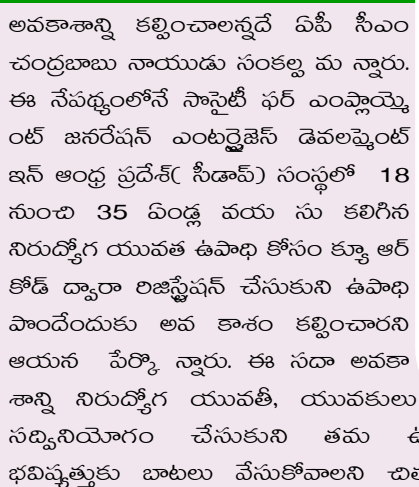 అవకాశాన్ని కల్పించాలన్నదే ఏపీ సీఎం
చంద్రబాబు నాయుడు సంకల్ప మ న్నారు.
ఈ నేపథ్యంలోనే సొసైటీ ఫర్ ఎంప్లాయ్మె
ంట్ జనరేషన్ ఎంటర్ప్రైజెస్ డెవలప్మెంట్
ఇన్ ఆంధ్ర ప్రదేశ్( సీడాప్) సంస్థలో 18
నుంచి 35 ఏండ్ల వయ సు కలిగిన
నిరుద్యోగ యువత ఉపాధి కోసం క్యూ ఆర్
కోడ్ ద్వారా రిజిస్ట్రేషన్ చేసుకుని ఉపాధి
పొందేందుకు అవ కాశం కల్పించారని
ఆయన పేర్కొ న్నారు. ఈ సదా అవకా
శాన్ని నిరుద్యోగ యువతీ, యువకులు
సద్వినియోగం చేసుకుని తమ
భవిష్యత్తుకు బాటలు వేసుకోవాలని